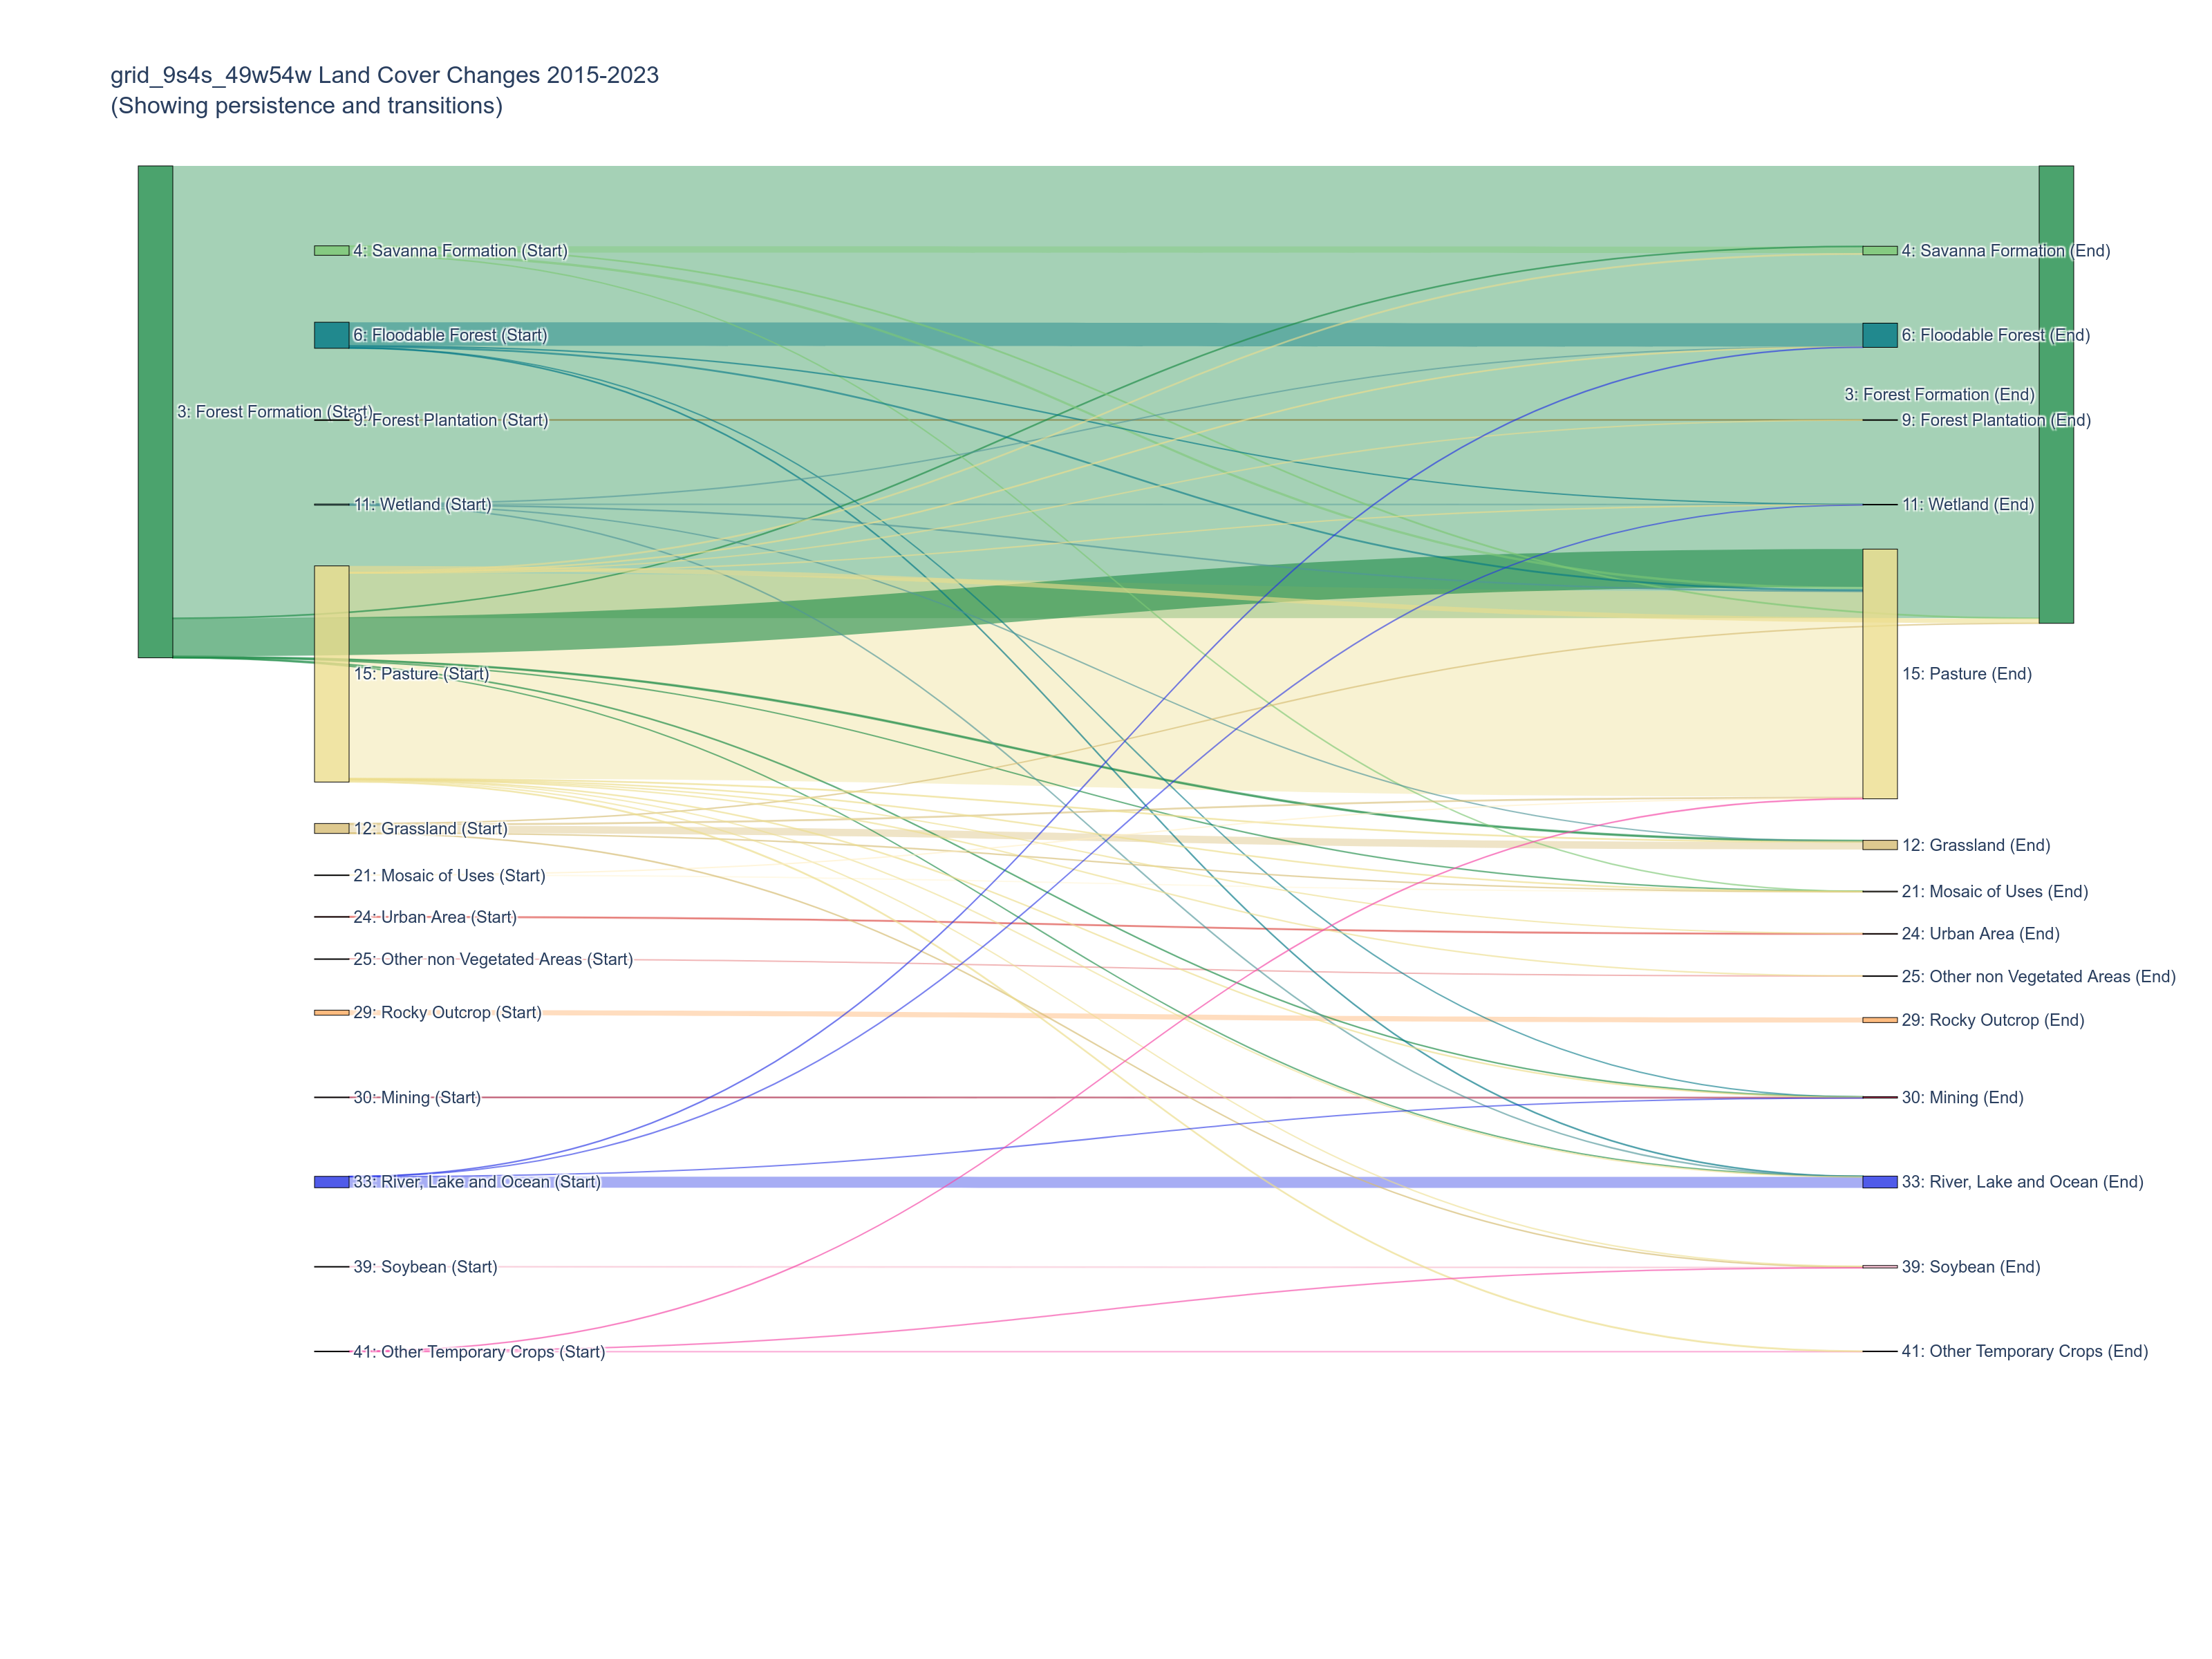 grid_9s4s_49w54w Land Cover Changes 2015-2023
(Showing persistence and transitions)
4: Savanna Formation (Start)
4: Savanna Formation (End)
6: Floodable Forest (Start)
6: Floodable Forest (End)
3: Forest Formation (End)
3: Forest Formation (Start)
9: Forest Plantation (Start)
9: Forest Plantation (End)
11: Wetland (Start)
11: Wetland (End)
15: Pasture (Start)
15: Pasture (End)
12: Grassland (Start)
12: Grassland (End)
21: Mosaic of Uses (Start)
21: Mosaic of Uses (End)
24: Urban Area (Start)
24: Urban Area (End)
25: Other non Vegetated Areas (Start)
25: Other non Vegetated Areas (End)
29: Rocky Outcrop (Start)
29: Rocky Outcrop (End)
30: Mining (Start)
30: Mining (End)
33: River, Lake and Ocean (Start)
33: River, Lake and Ocean (End)
39: Soybean (Start)
39: Soybean (End)
41: Other Temporary Crops (Start)
41: Other Temporary Crops (End)